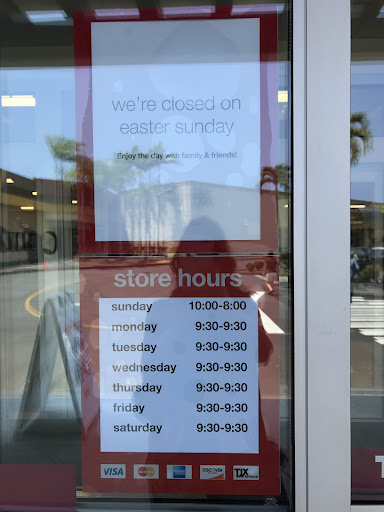 we're closed on
easter sunday
Enjoy the day with family & friends!
store hours
sunday 10:00-8:00
monday 9:30-9:30
tuesday 9:30-9:30
wednesday 9:30-9:30
thursday 9:30-9:30
friday 9:30-9:30
saturday 9:30-9:30
VISA MasterCard DISCOVER TJX